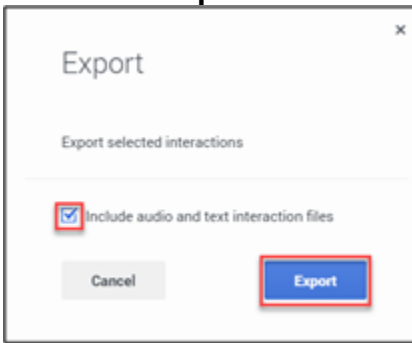 Export
Export selected interactions
Include audio and text interaction files
Cancel
Export